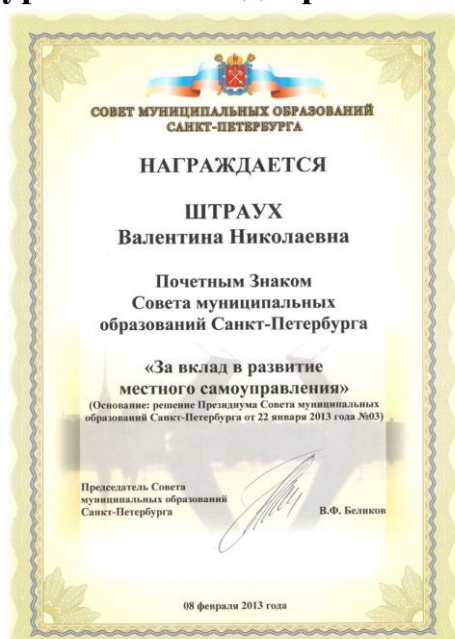 СОВЕТ МУНИЦИПАЛЬНЫХ ОБРАЗОВАНИЙ
САНКТ-ПЕТЕРБУРГА
НАГРАЖДАЕТСЯ
ШТРАУХ
Валентина Николаевна
Почетным Знаком
Совета муниципальных
образований Санкт-Петербурга
«За вклад в развитие
местного самоуправления»
(Основание: решение Президиума Совета муниципальных
образований Санкт-Петербурга от 22 января 2013 года №03)
Председатель Совета
муниципальных образований
Санкт-Петербурга
В.Ф. Беликов
08 февраля 2013 года